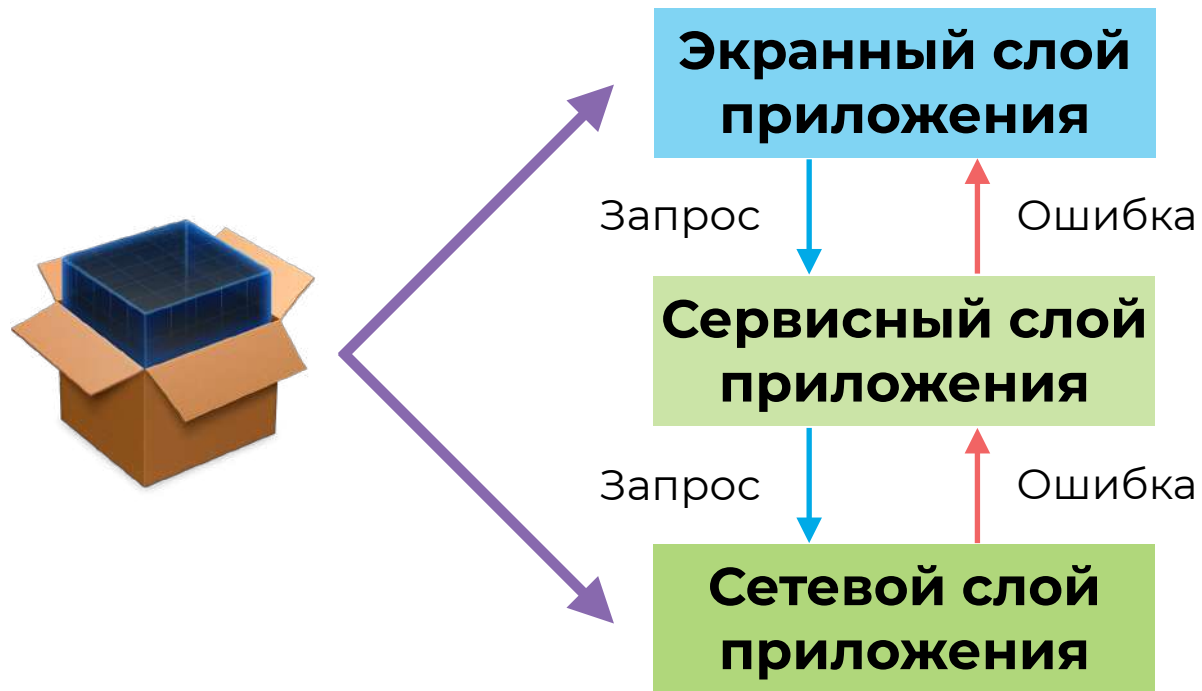 Экранный слой
приложения
Запрос
Ошибка
Сервисный слой
приложения
Запрос
Ошибка
Сетевой слой
приложения